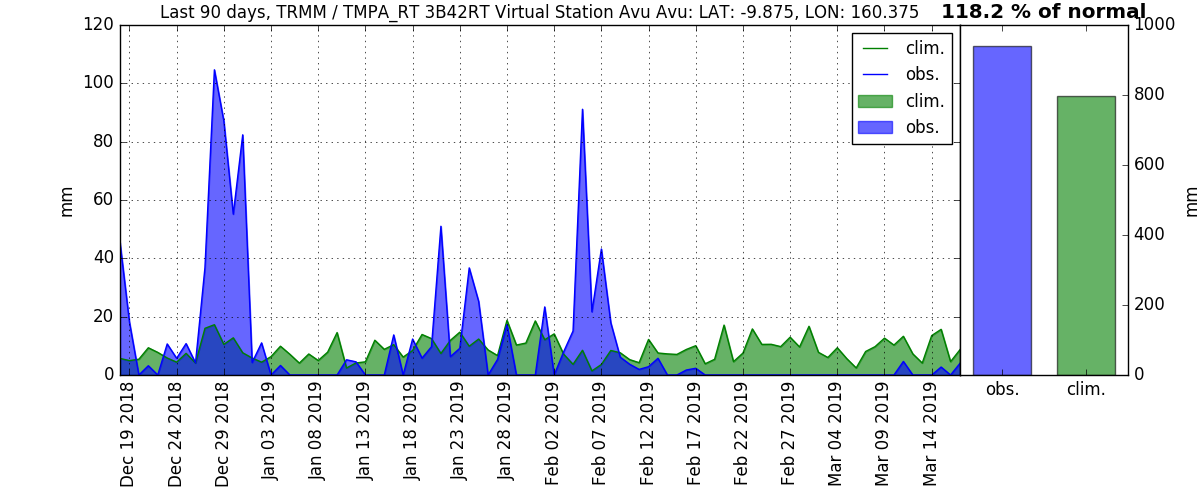 Last 90 days, TRMM / TMPA_RT 3B42RT Virtual Station Avu Avu: LAT: -9.875, LON: 160.375
118.2 % of normal
120
100
80
60
40
20
0
mm
clim.
obs.
clim.
obs.
1000
800
600
400
200
0
mm
obs.
clim.
Dec 19 2018
Dec 24 2018
Dec 29 2018
Jan 03 2019
Jan 08 2019
Jan 13 2019
Jan 18 2019
Jan 23 2019
Jan 28 2019
Feb 02 2019
Feb 07 2019
Feb 12 2019
Feb 17 2019
Feb 22 2019
Feb 27 2019
Mar 04 2019
Mar 09 2019
Mar 14 2019